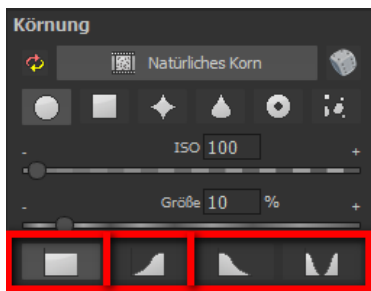 Körnung
Natürliches Korn
- ISO 100 +
- Größe 10 % +